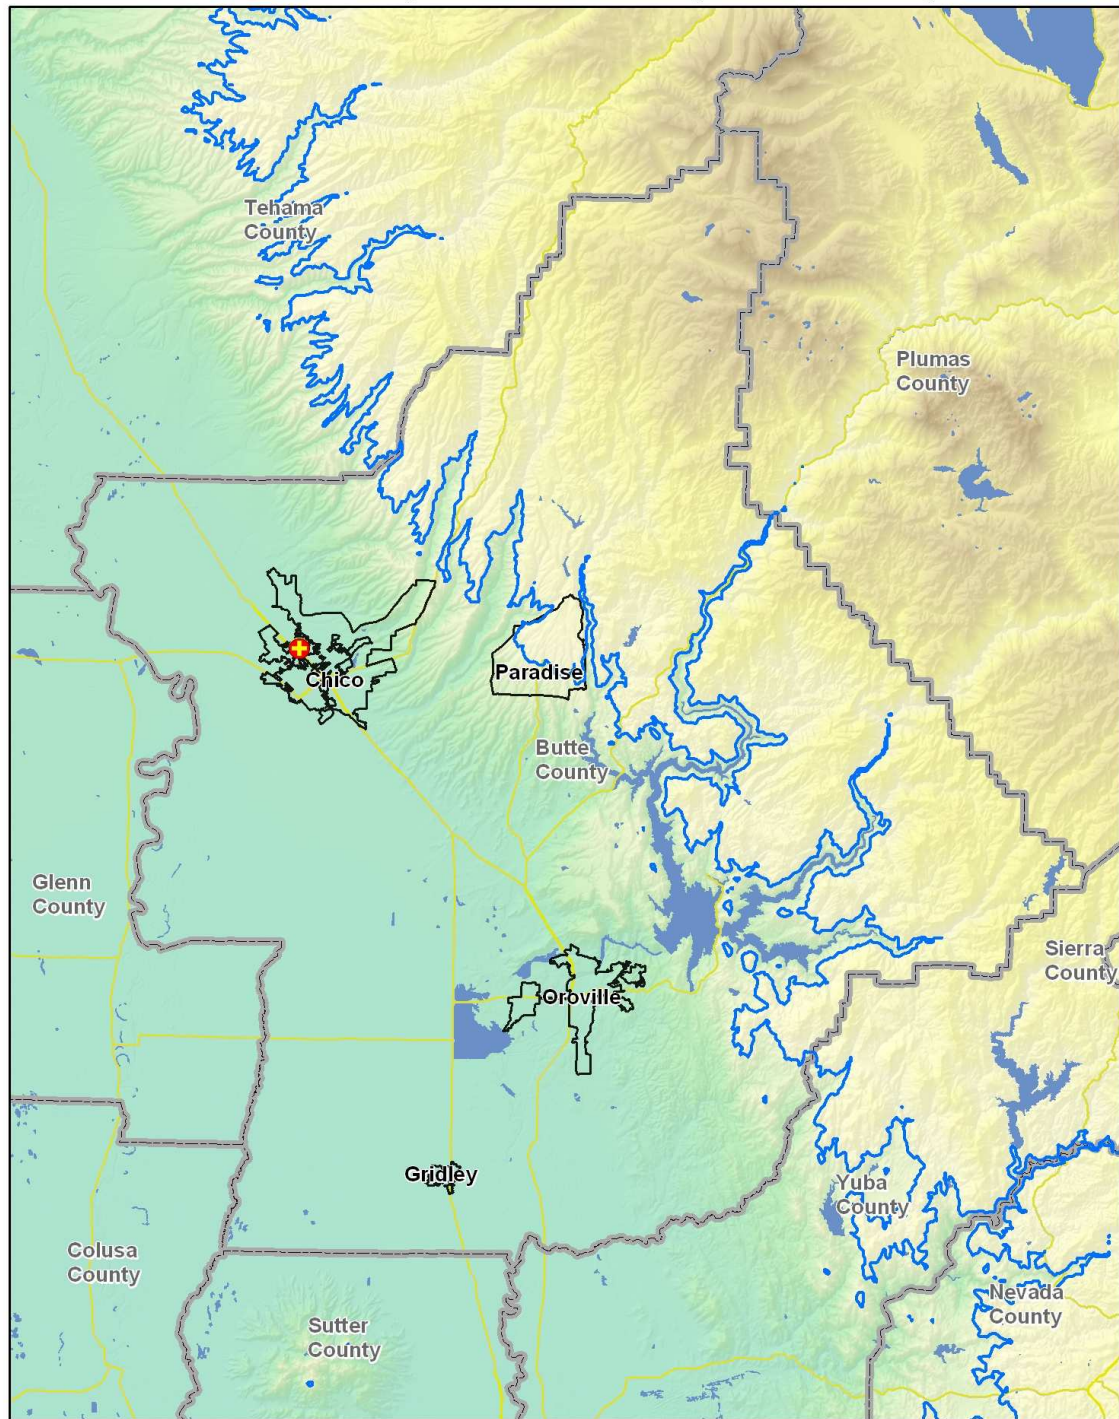 Tehama
County
Plumas
County
Chico
Paradise
Butte
County
Glenn
County
Sierra
County
Oroville
Gridley
Yuba
County
Colusa
County
Nevada
County
Sutter
County